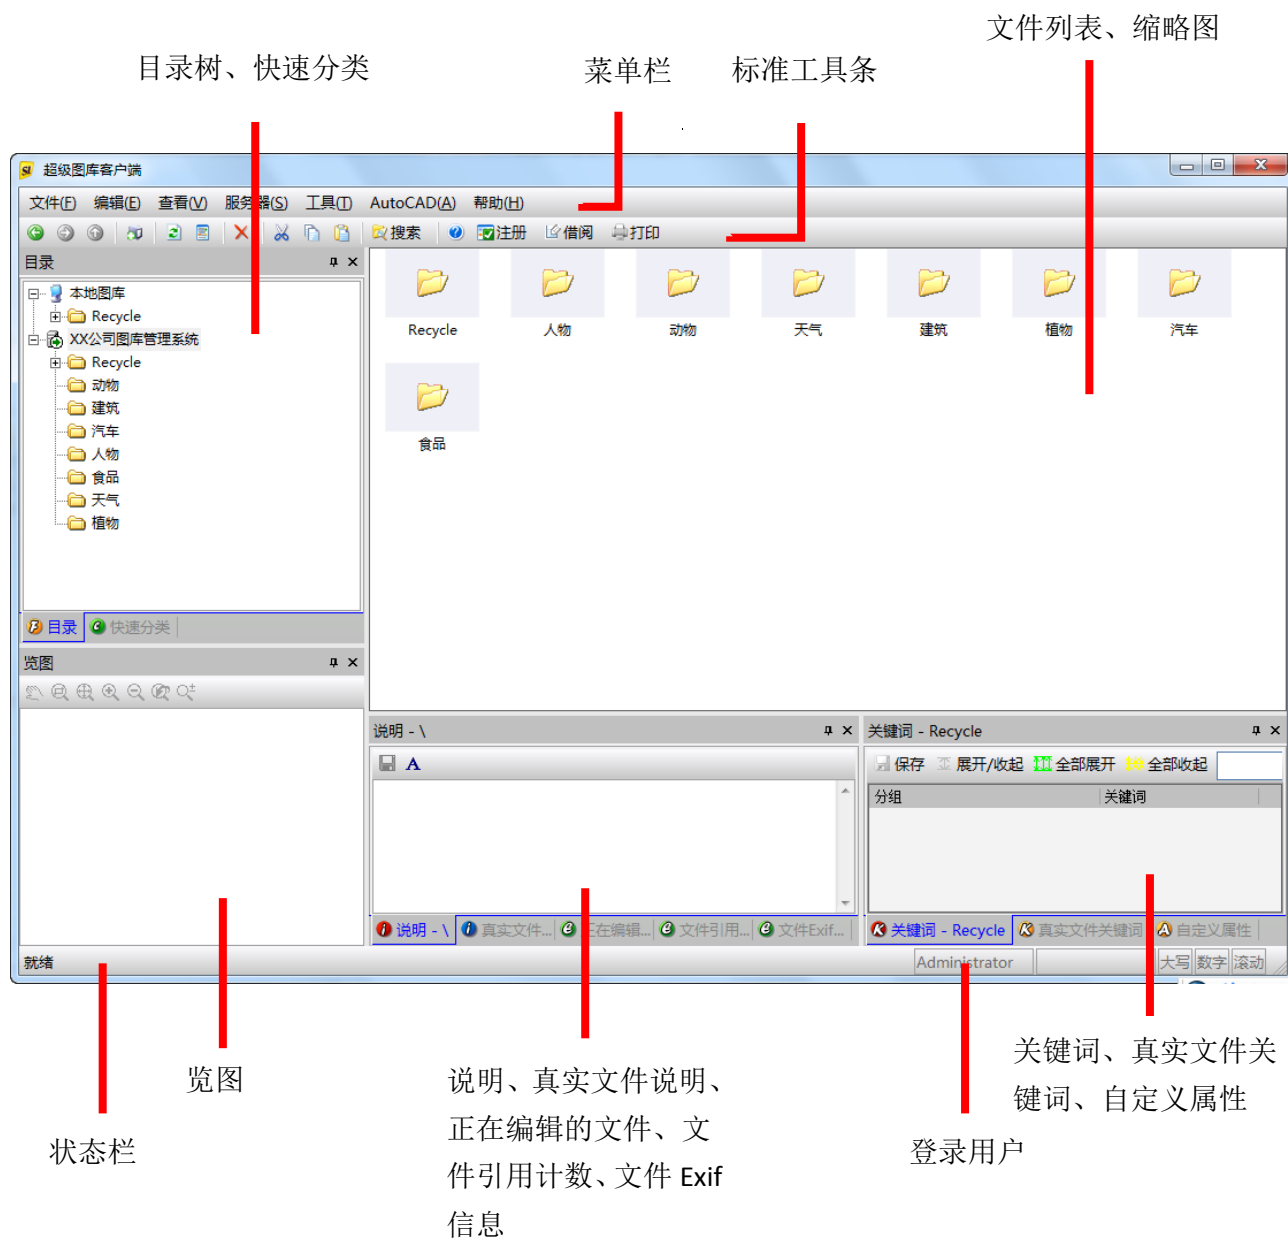 文件列表、缩略图
目录树、快速分类
菜单栏
标准工具条
超级图库客户端
文件(F) 编辑(E) 查看(V) 服务器(S) 工具(T) AutoCAD(A) 帮助(H)
搜索 注册 借阅 打印
目录
本地图库
Recycle
XX公司图库管理系统
Recycle
动物
建筑
汽车
人物
食品
天气
植物
目录 快速分类
Recycle 人物 动物 天气 建筑 植物 汽车
食品
览图
说明 - \
A
关键词 - Recycle
保存 展开/收起 全部展开 全部收起
分组 关键词
说明 - \ 真实文件... 正在编辑... 文件引用... 文件Exif...
关键词 - Recycle 真实文件关键词 自定义属性
就绪
Administrator
大写 数字 滚动
览图
状态栏
说明、真实文件说明、
正在编辑的文件、文
件引用计数、文件 Exif
信息
关键词、真实文件关
键词、自定义属性
登录用户